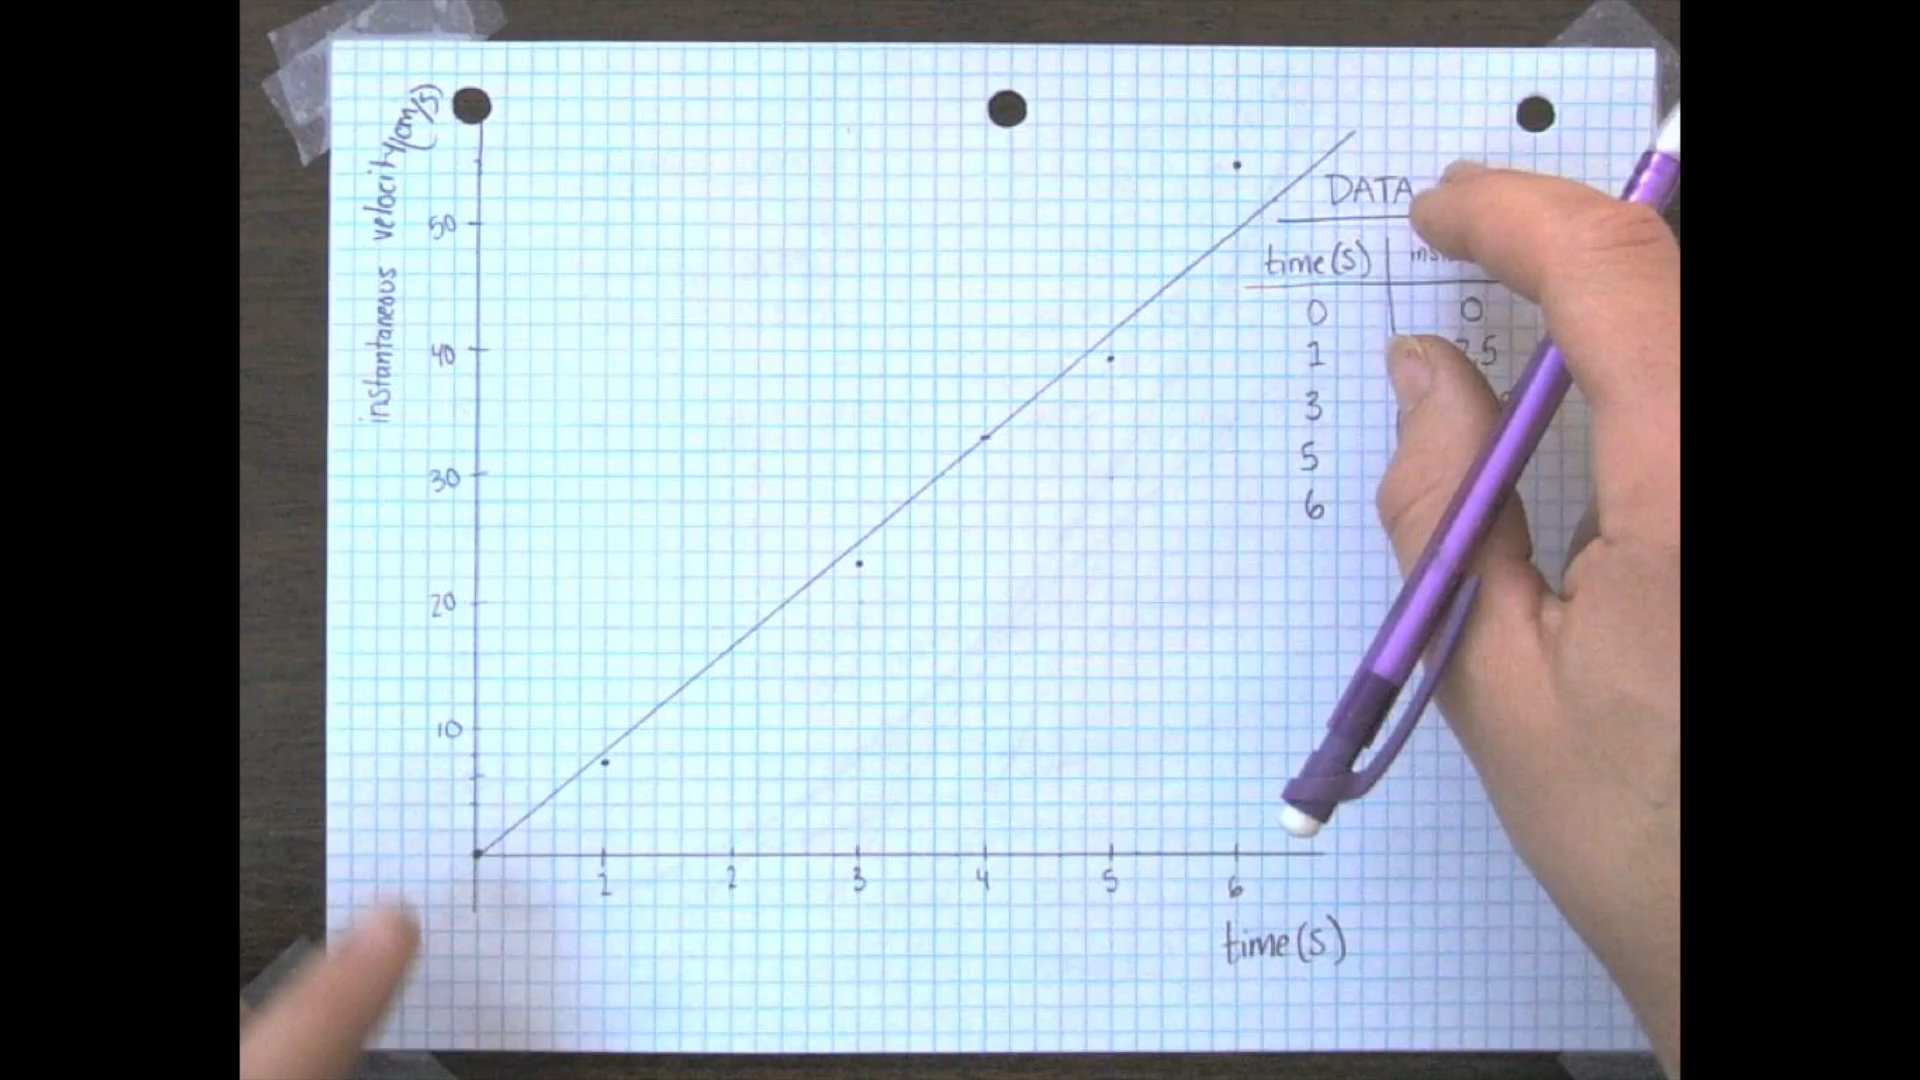 instantaneous velocity (cm/s)
50
40
30
20
10
1 2 3 4 5 6
time(s)
DATA
time(s)
0 0
1
3
5
6